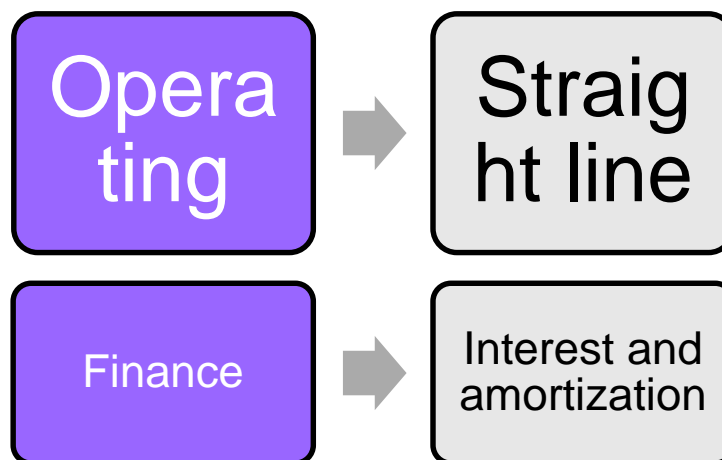 Opera
ting
Straig
ht line
Finance
Interest and
amortization